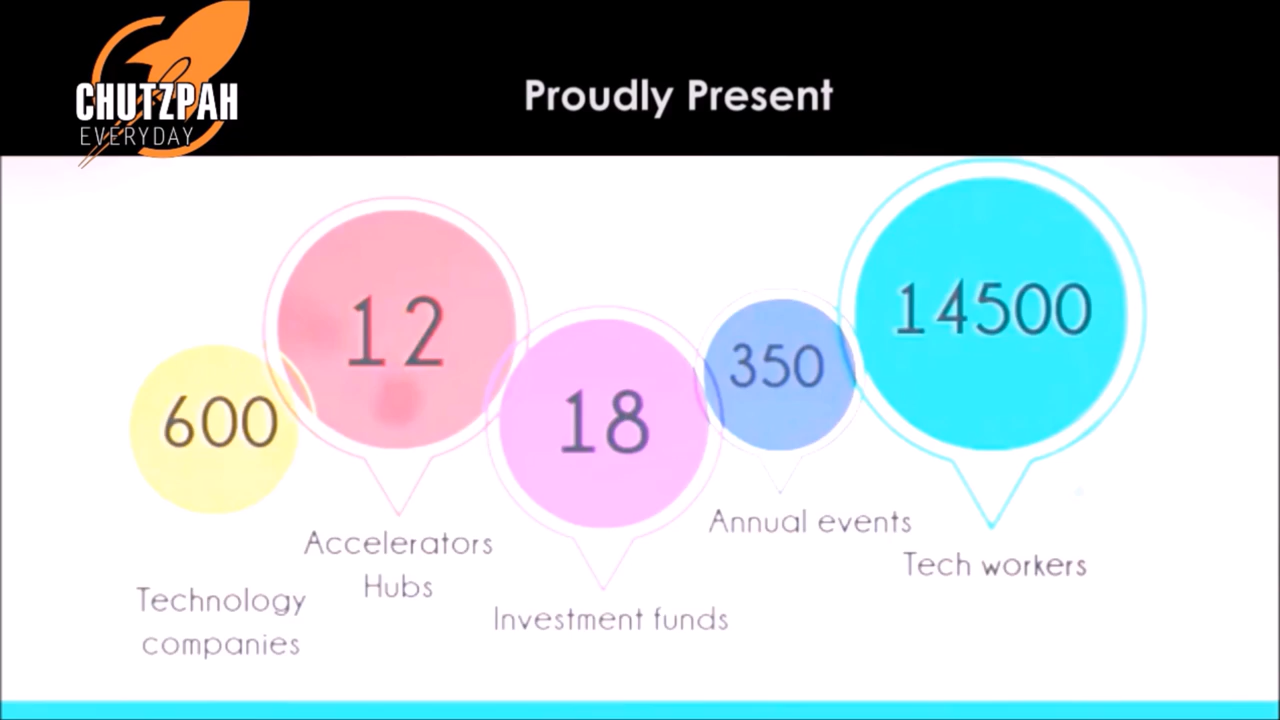 CHUTZPAH
EVERYDAY
Proudly Present
600
Technology
companies
12
Accelerators
Hubs
18
Investment funds
350
Annual events
14500
Tech workers